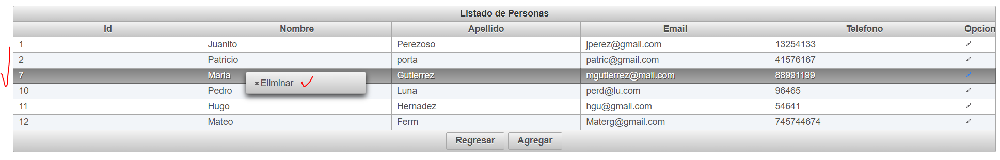 Listado de Personas
Id Nombre Apellido Email Telefono Opcion
1 Juanito Perezoso jperez@gmail.com 13254133
2 Patricio porta patric@gmail.com 41576167
7 Maria Gutierrez mgutierrez@mail.com 88991199
Eliminar
10 Pedro Luna perd@lu.com 96465
11 Hugo Hernadez hgu@gmail.com 54641
12 Mateo Ferm Materg@gmail.com 745744674
Regresar Agregar